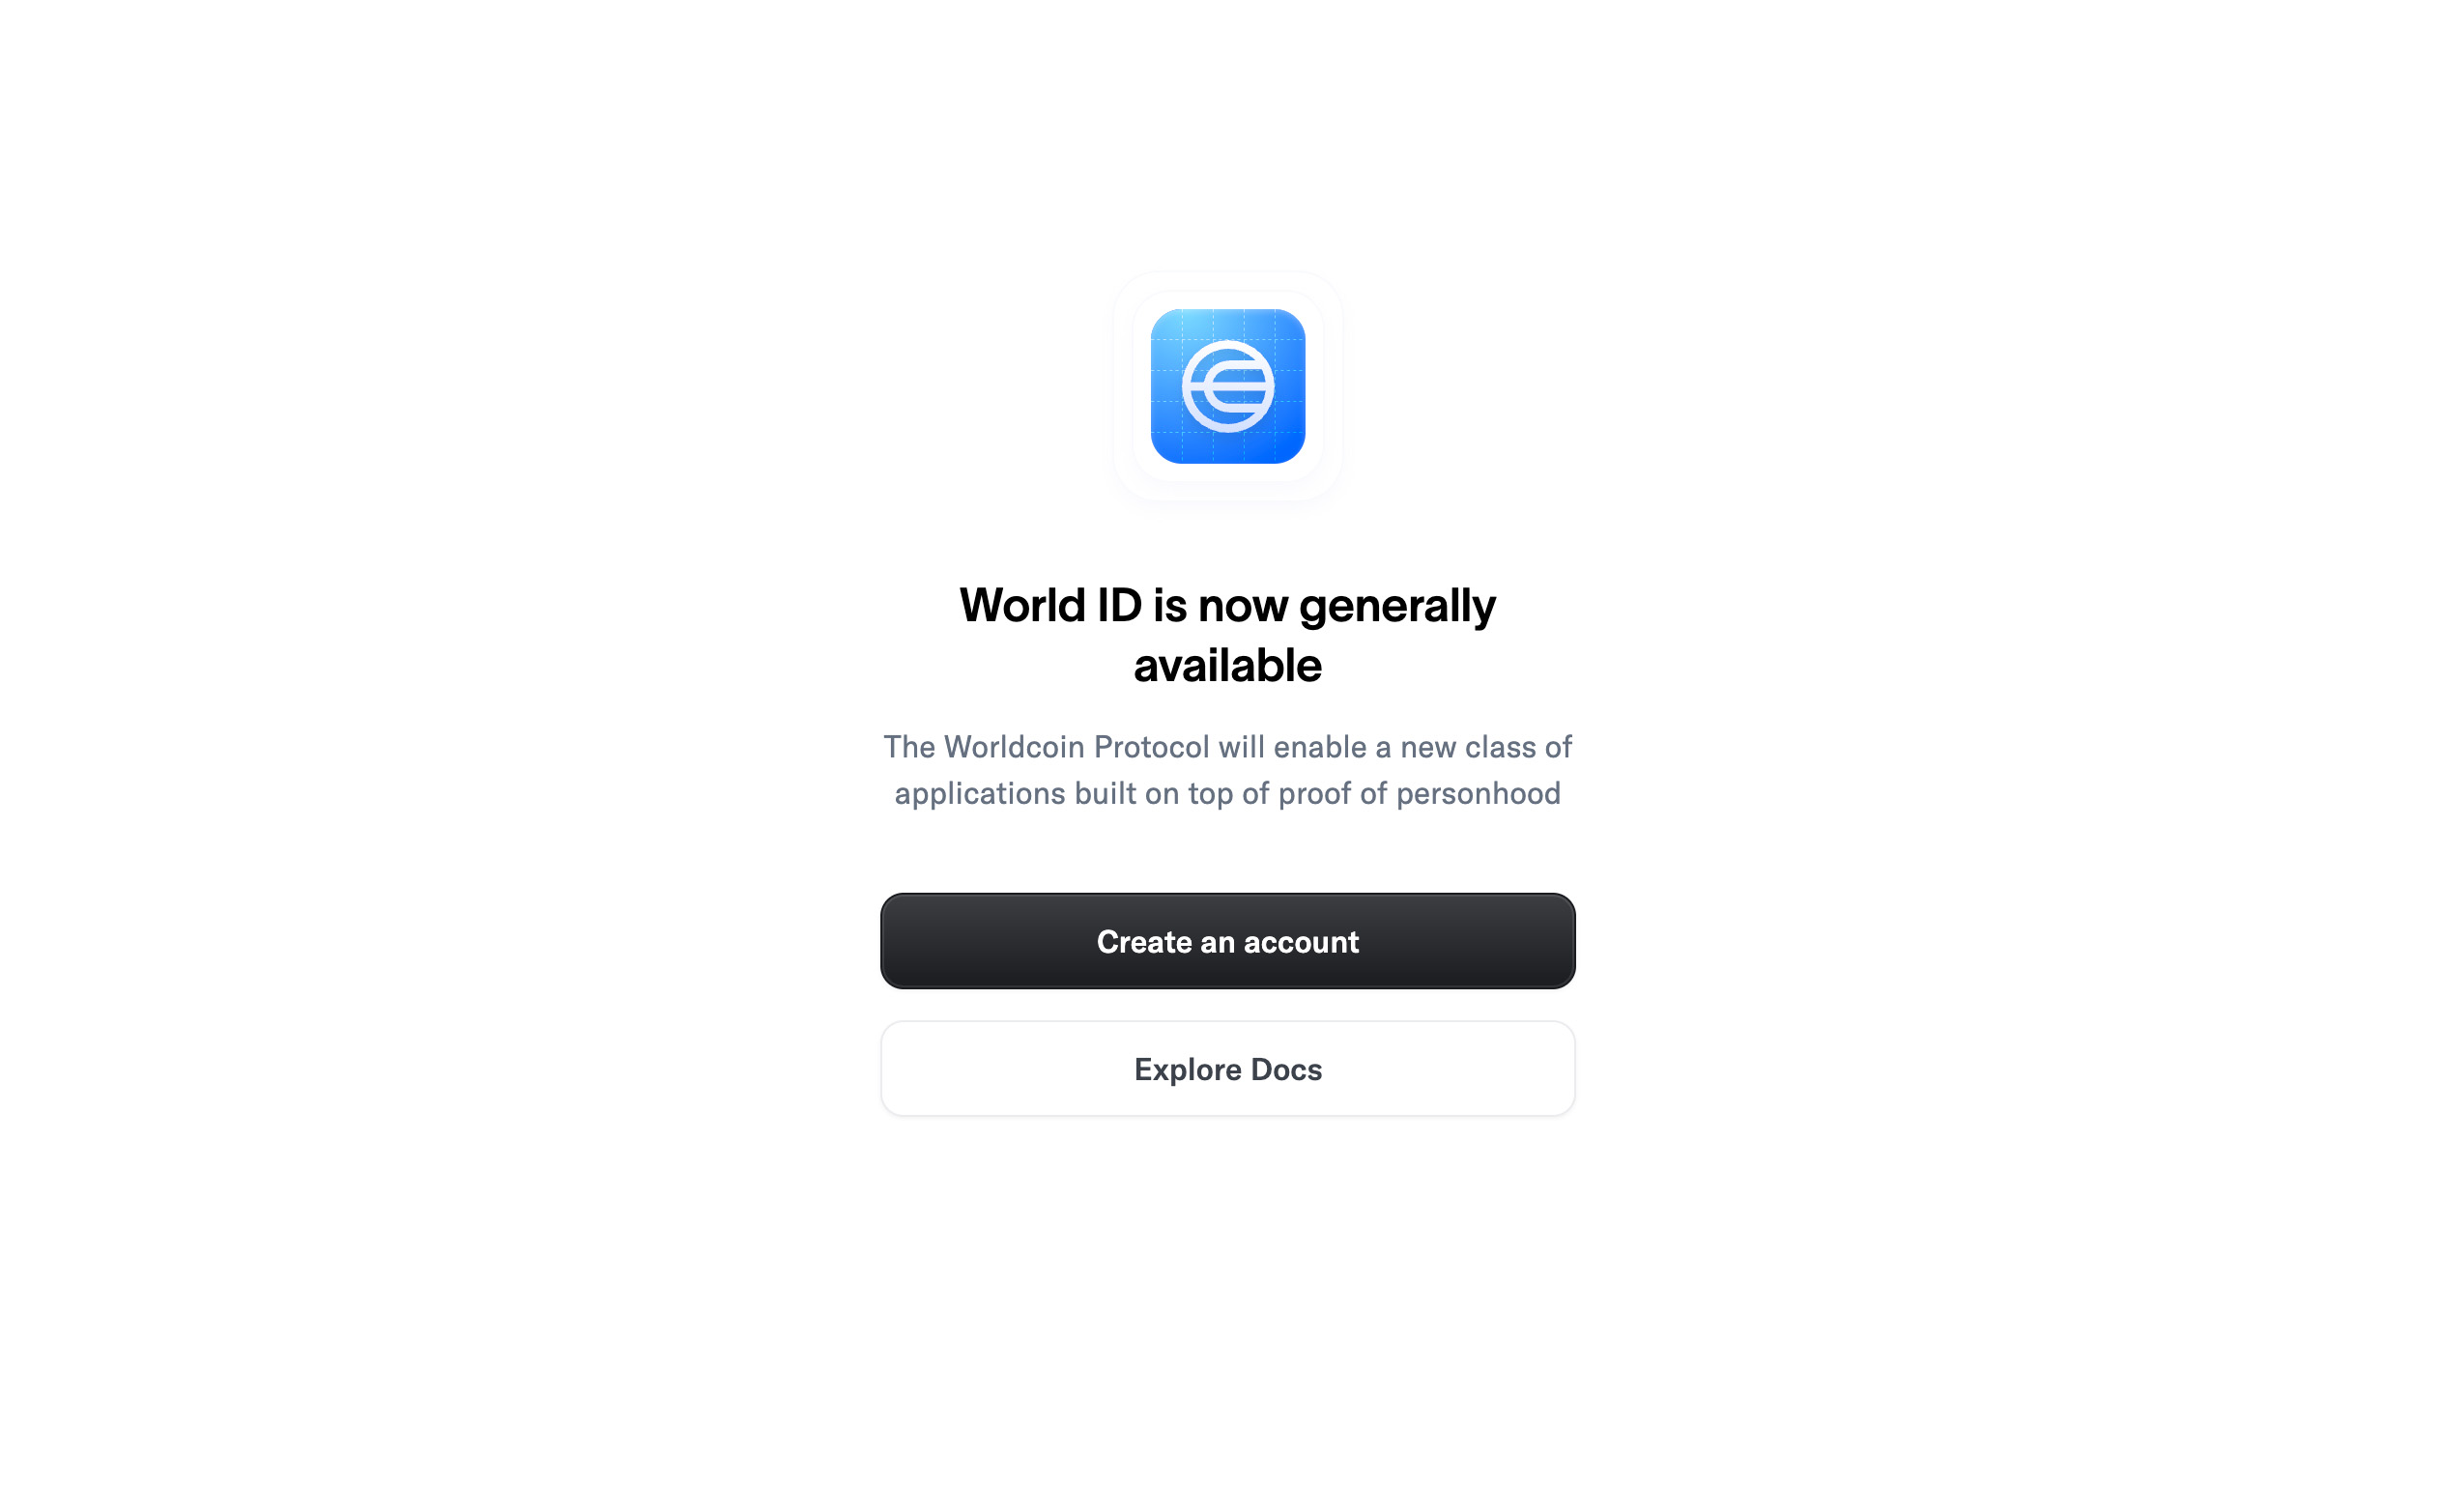 World ID is now generally
available
The Worldcoin Protocol will enable a new class of
applications built on top of proof of personhood
Create an account
Explore Docs